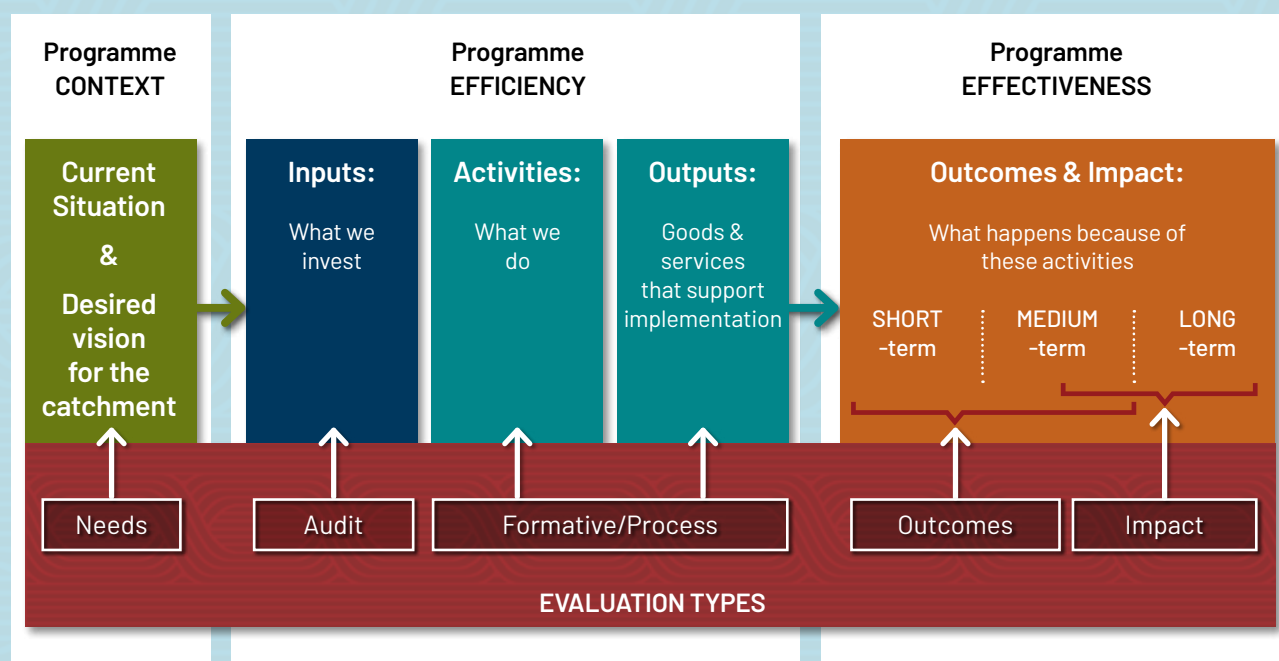 Programme
CONTEXT
Programme
EFFICIENCY
Programme
EFFECTIVENESS
Current
Situation
&
Desired
vision
for the
catchment
Inputs:
What we
invest
Activities:
What we
do
Outputs:
Goods &
services
that support
implementation
Outcomes & Impact:
What happens because of
these activities
SHORT
-term
MEDIUM
-term
LONG
-term
Needs
Audit
Formative/Process
Outcomes
Impact
EVALUATION TYPES